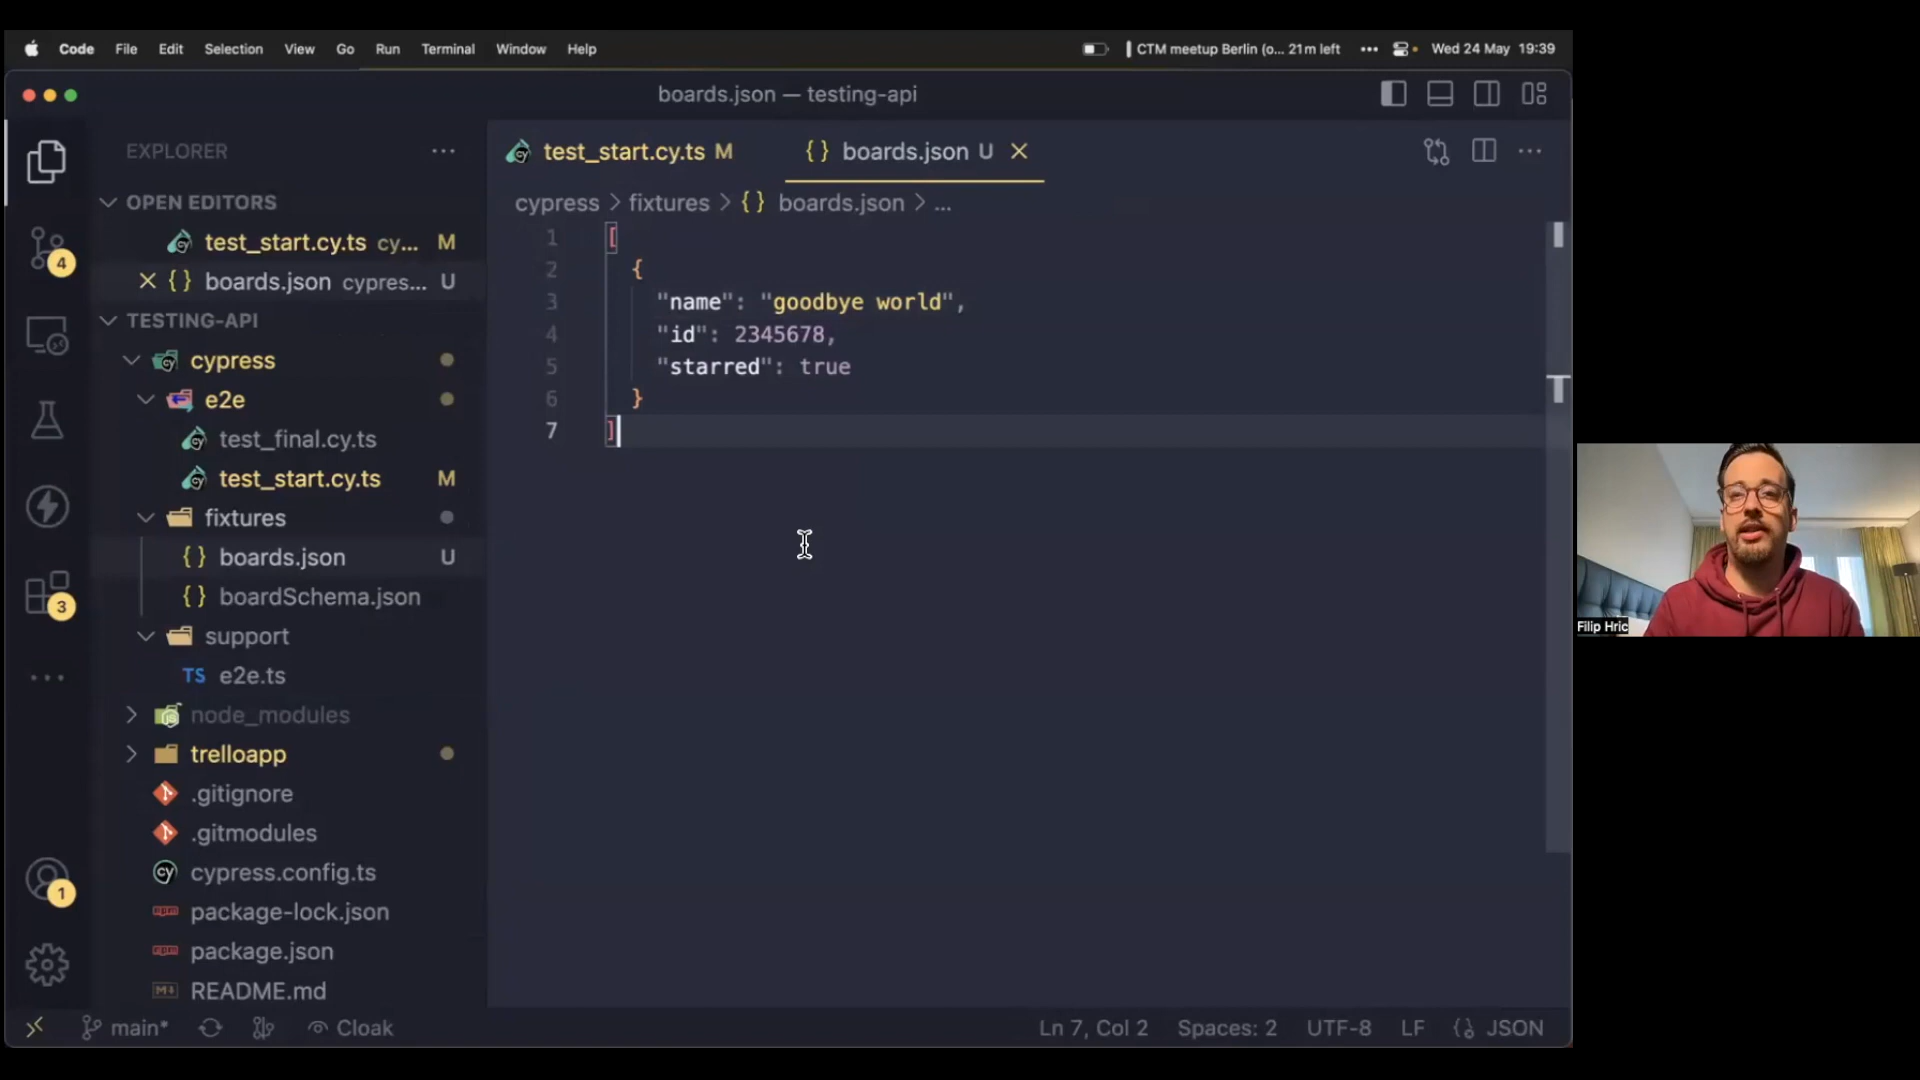 Code File Edit Selection View Go Run Terminal Window Help
CTM meetup Berlin (o... 21m left ••• Wed 24 May 19:39
boards.json — testing-api
EXPLORER
OPEN EDITORS
test_start.cy.ts cy... M
boards.json cypres... U
TESTING-API
cypress
e2e
test_final.cy.ts
test_start.cy.ts M
fixtures
{} boards.json U
{} boardSchema.json
support
TS e2e.ts
node_modules
trelloapp
.gitignore
.gitmodules
cy cypress.config.ts
package-lock.json
package.json
README.md
4
3
1
test_start.cy.ts M
{} boards.json U
cypress > fixtures > {} boards.json > ...
1 [
2 {
3 "name": "goodbye world",
4 "id": 2345678,
5 "starred": true
6 }
7 ]
Filip Hric
main* Cloak
Ln 7, Col 2 Spaces: 2 UTF-8 LF JSON